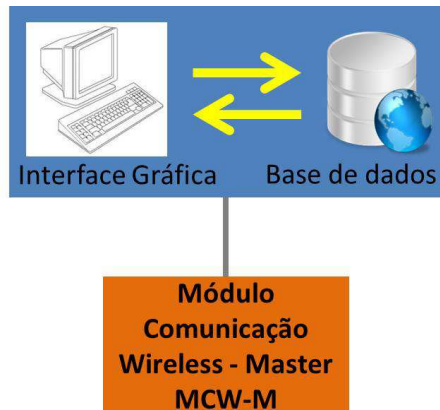 Interface Gráfica
Base de dados
Módulo
Comunicação
Wireless - Master
MCW-M